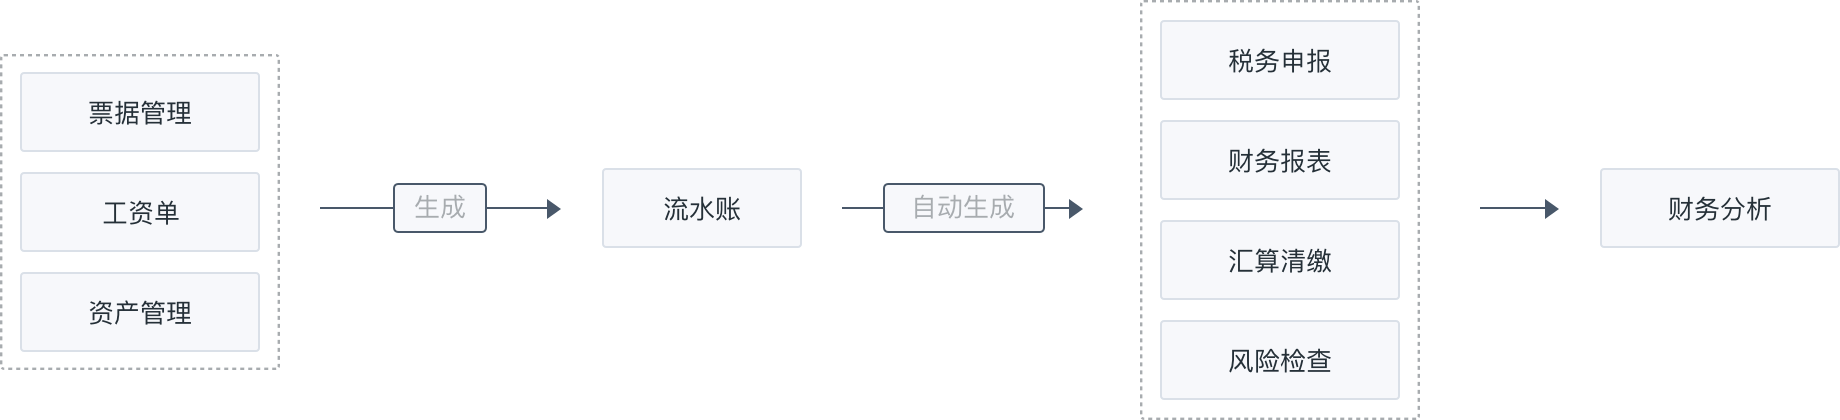 票据管理
工资单
资产管理
生成
流水账
自动生成
税务申报
财务报表
汇算清缴
风险检查
财务分析